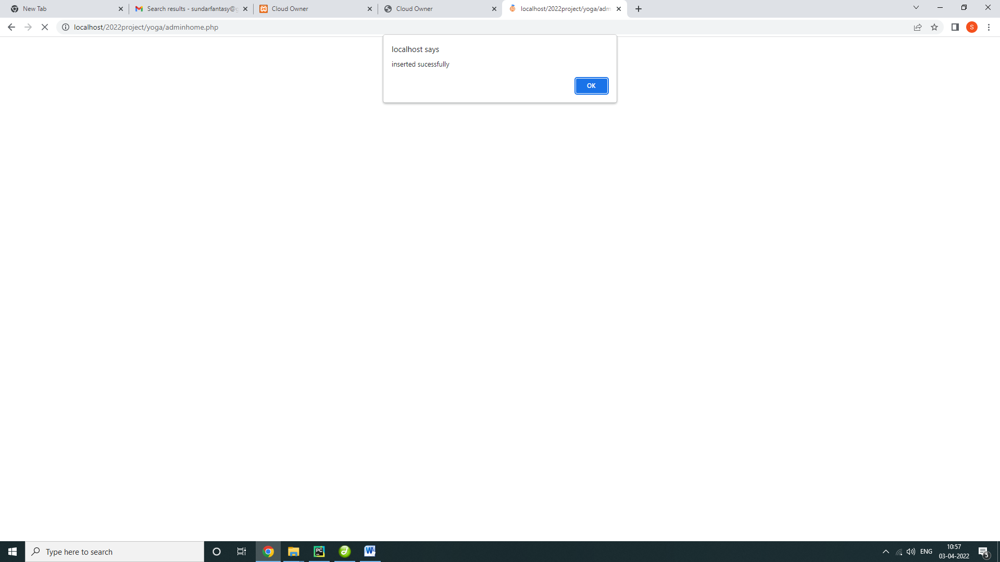 New Tab
Search results - sundarfantasy@g
Cloud Owner
Cloud Owner
localhost/2022project/yoga/adm
localhost/2022project/yoga/adminhome.php
S
localhost says
inserted sucessfully
OK
Type here to search
PC
W
ENG
10:57
03-04-2022
5